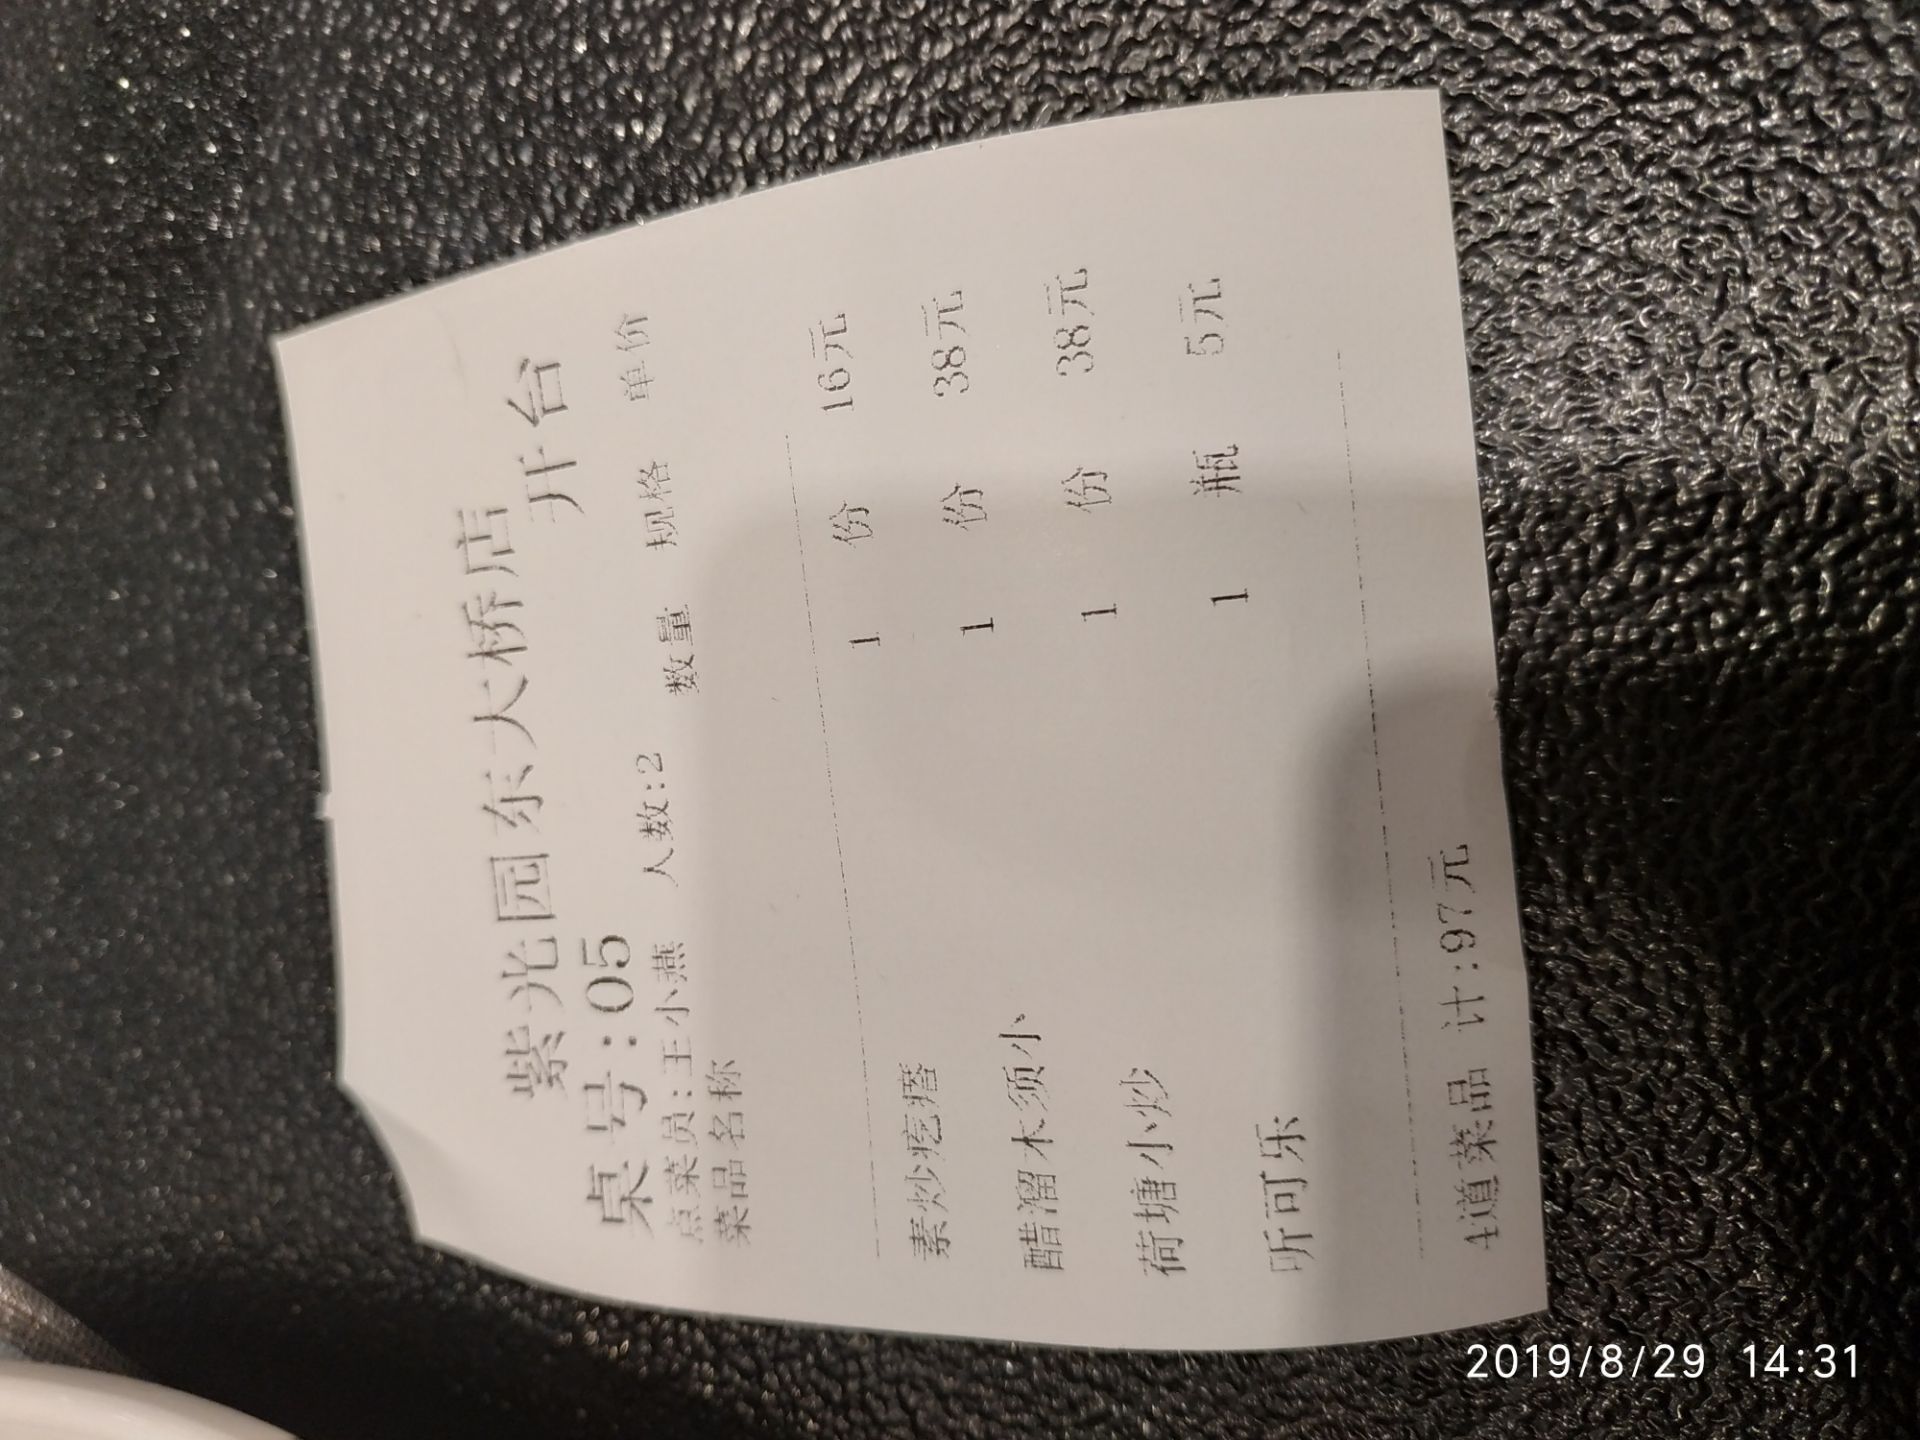 紫光园东大桥店
桌号:05 开台
点菜员:王小燕 人数:2
菜品名称 数量 规格 单价
素炒疙瘩 1 份 16元
醋溜木须小 1 份 38元
荷塘小炒 1 份 38元
听可乐 1 瓶 5元
4道菜品 计:97元
2019/8/29 14:31